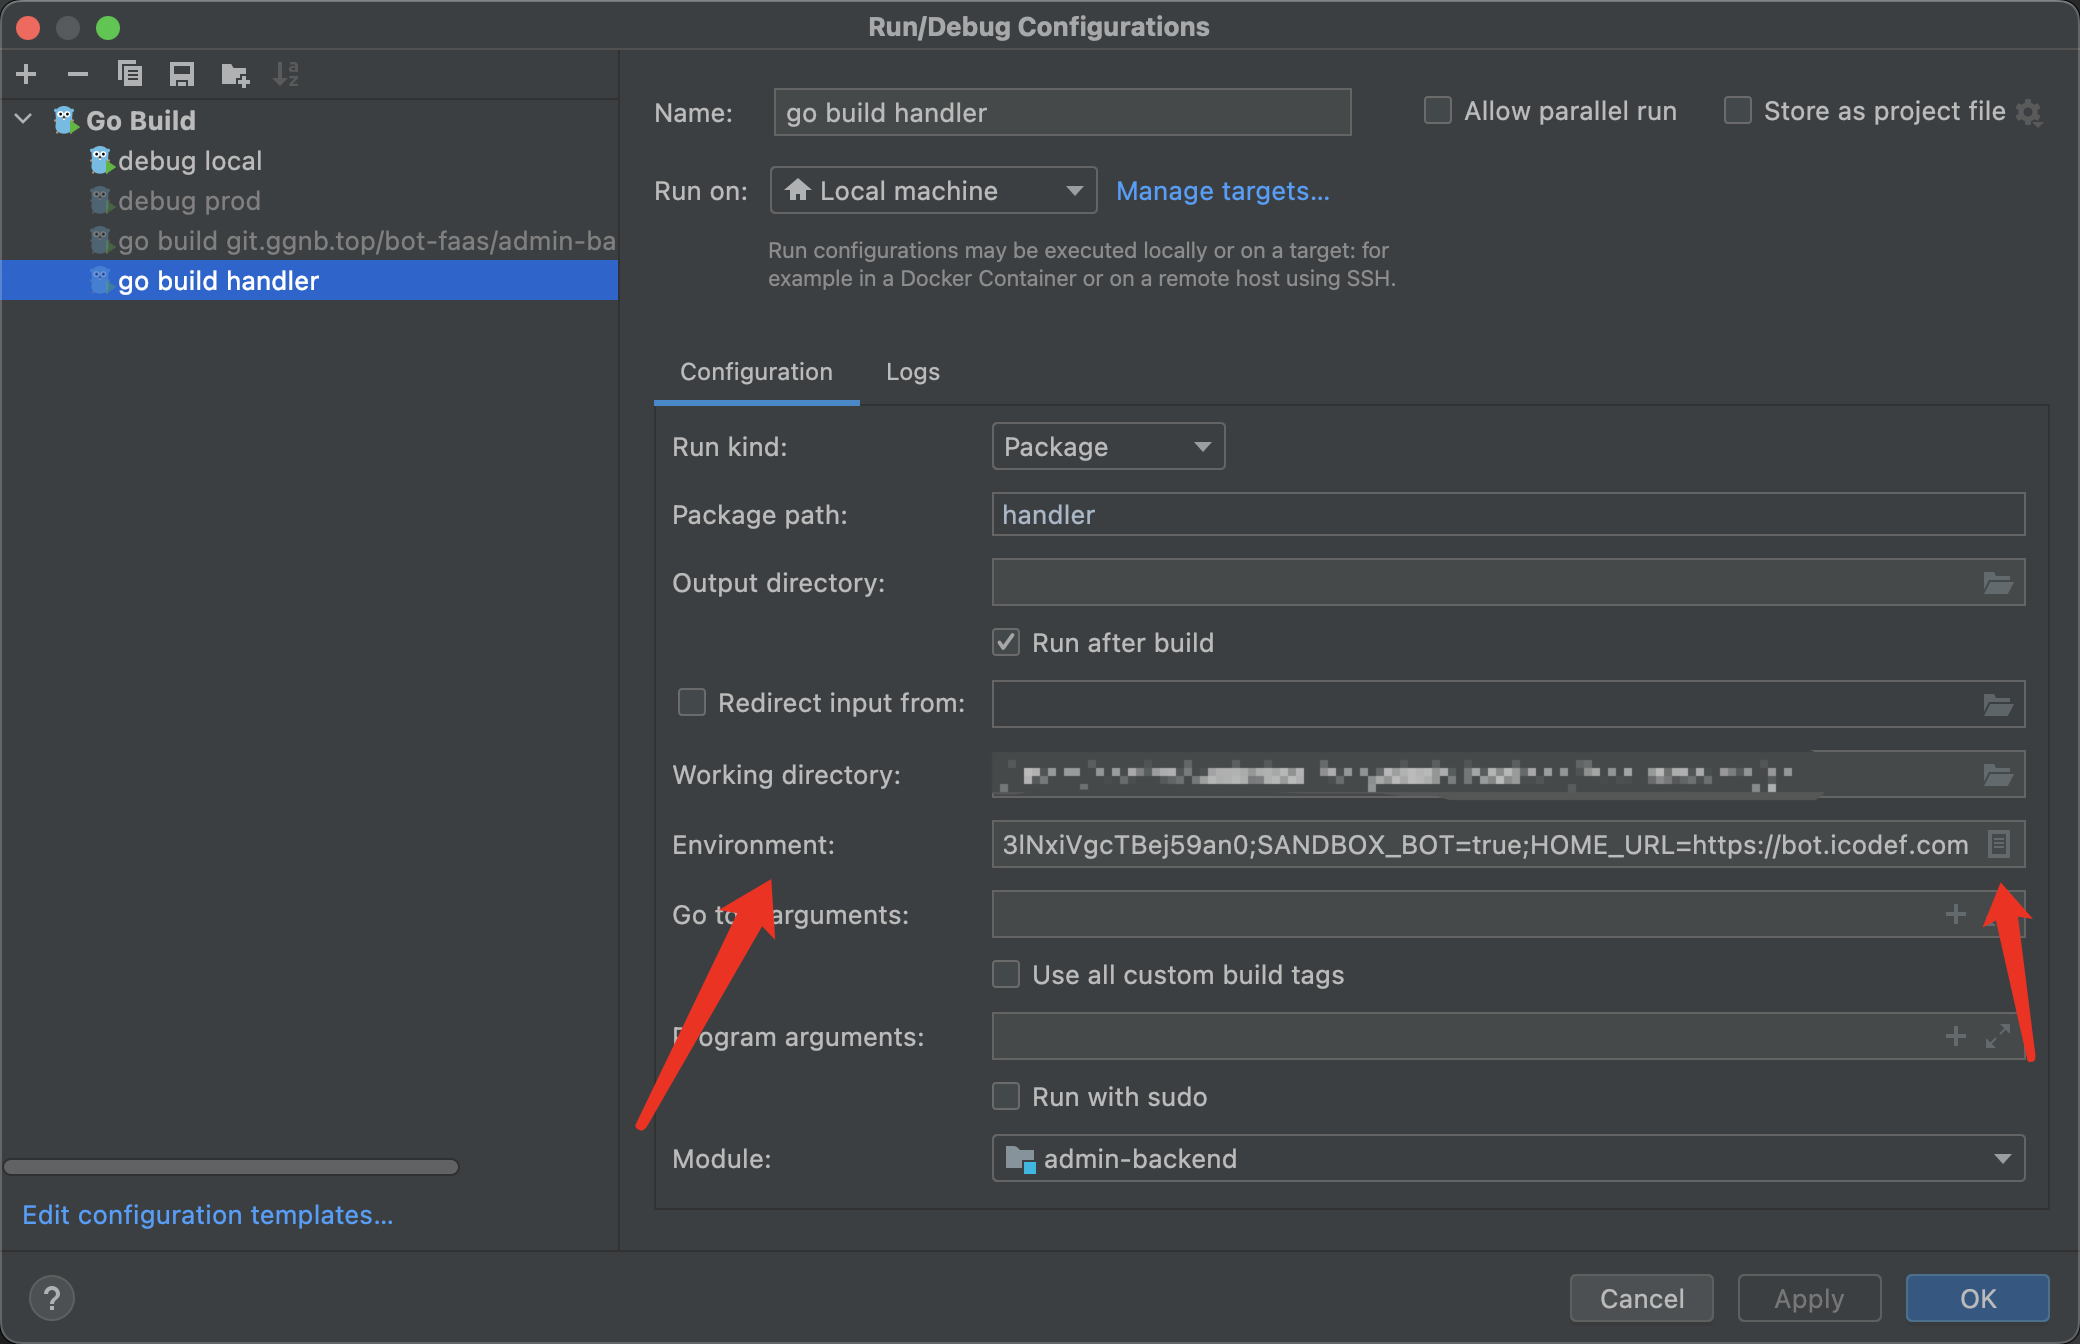 Run/Debug Configurations
Go Build
debug local
debug prod
go build git.ggnb.top/bot-faas/admin-ba
go build handler
Edit configuration templates...
Name: go build handler
Allow parallel run
Store as project file
Run on: Local machine
Manage targets...
Run configurations may be executed locally or on a target: for
example in a Docker Container or on a remote host using SSH.
Configuration Logs
Run kind: Package
Package path: handler
Output directory:
Run after build
Redirect input from:
Working directory:
Environment: 3lNxiVgcTBej59an0;SANDBOX_BOT=true;HOME_URL=https://bot.icodef.com
Go to arguments:
Use all custom build tags
Program arguments:
Run with sudo
Module: admin-backend
? Cancel Apply OK